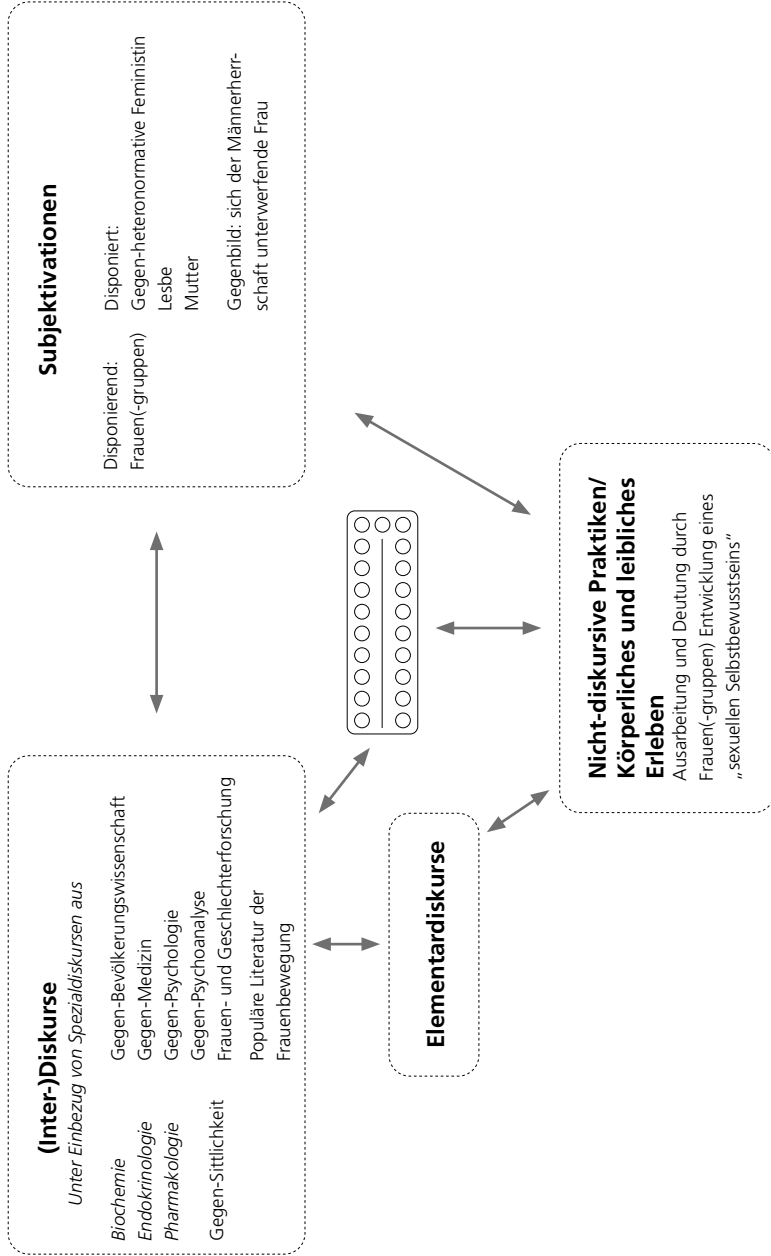 (Inter-)Diskurse
Unter Einbezug von Spezialdiskursen aus
Biochemie
Endokrinologie
Pharmakologie
Gegen-Sittlichkeit
Gegen-Bevölkerungswissenschaft
Gegen-Medizin
Gegen-Psychologie
Gegen-Psychoanalyse
Frauen- und Geschlechterforschung
Populäre Literatur der
Frauenbewegung
Subjektivationen
Disponierend:
Frauen(-gruppen)
Disponiert:
Gegen-heteronormative Feministin
Lesbe
Mutter
Gegenbild: sich der Männerherr-
schaft unterwerfende Frau
Elementardiskurse
Nicht-diskursive Praktiken/
Körperliches und leibliches
Erleben
Ausarbeitung und Deutung durch
Frauen(-gruppen) Entwicklung eines
„sexuellen Selbstbewusstseins“